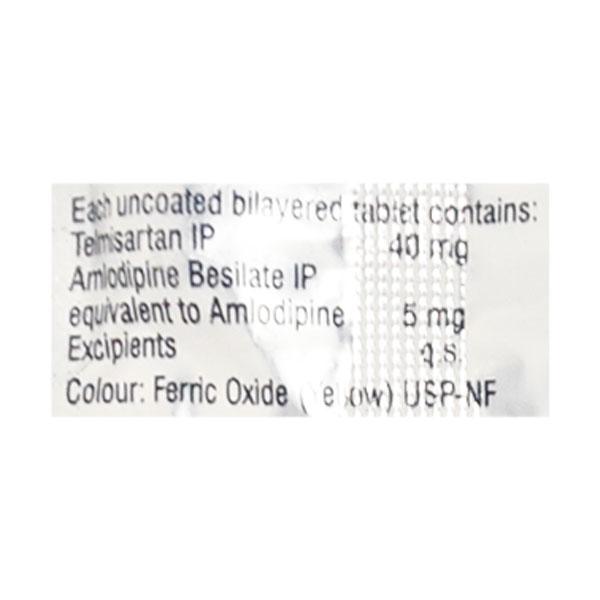 Each uncoated bilayered tablet contains:
Telmisartan IP 40 mg
Amlodipine Besilate IP
equivalent to Amlodipine 5 mg
Excipients q.s.
Colour: Ferric Oxide (Yellow) USP-NF